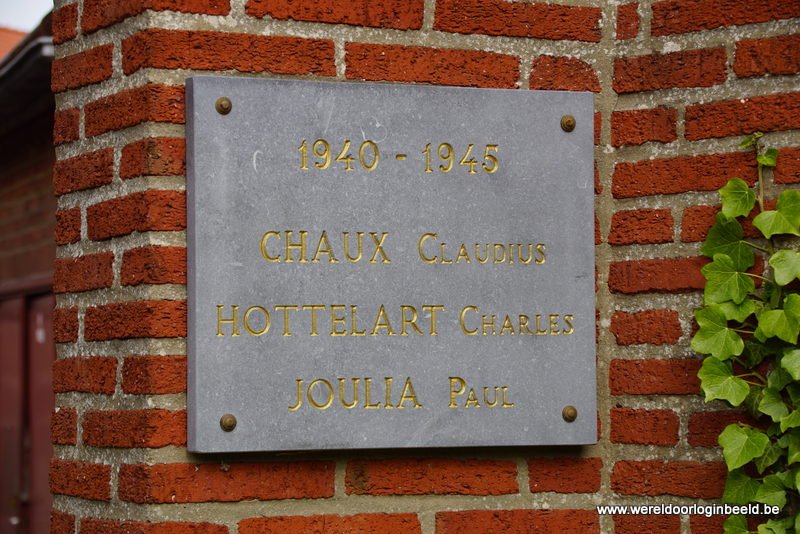 1940 - 1945
CHAUX Claudius
HOTTELART Charles
JOULIA Paul
www.wereldoorloginbeeld.be